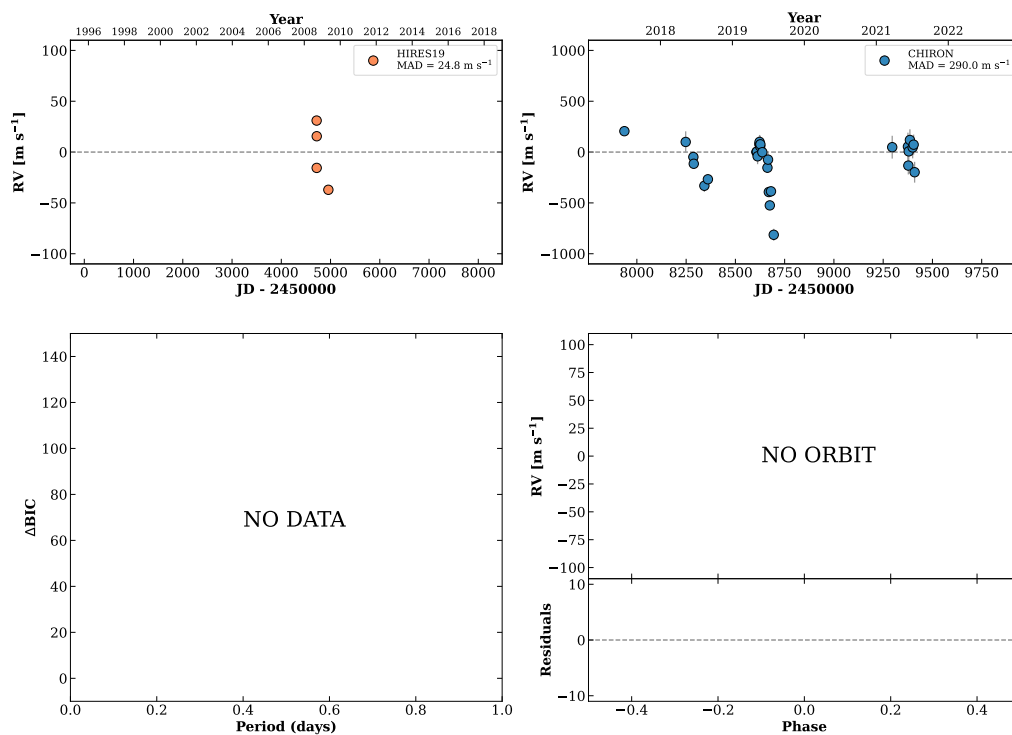 Year
1996 1998 2000 2002 2004 2006 2008 2010 2012 2014 2016 2018
HIRES19
MAD = 24.8 m s⁻¹
100
50
0
−50
−100
RV [m s⁻¹]
0 1000 2000 3000 4000 5000 6000 7000 8000
JD - 2450000
Year
2018 2019 2020 2021 2022
CHIRON
MAD = 290.0 m s⁻¹
1000
500
0
−500
−1000
RV [m s⁻¹]
8000 8250 8500 8750 9000 9250 9500 9750
JD - 2450000
140
120
100
80
60
40
20
0
ΔBIC
NO DATA
0.0 0.2 0.4 0.6 0.8 1.0
Period (days)
100
75
50
25
0
−25
−50
−75
−100
RV [m s⁻¹]
NO ORBIT
10
0
−10
Residuals
−0.4 −0.2 0.0 0.2 0.4
Phase